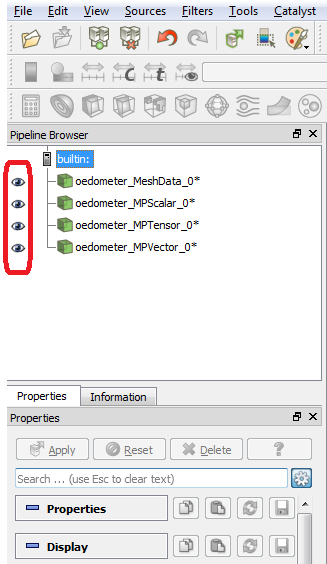 File Edit View Sources Filters Tools Catalyst
Pipeline Browser
builtin:
oedometer_MeshData_0*
oedometer_MPScalar_0*
oedometer_MPTensor_0*
oedometer_MPVector_0*
Properties Information
Properties
Apply Reset Delete ?
Search ... (use Esc to clear text)
Properties
Display